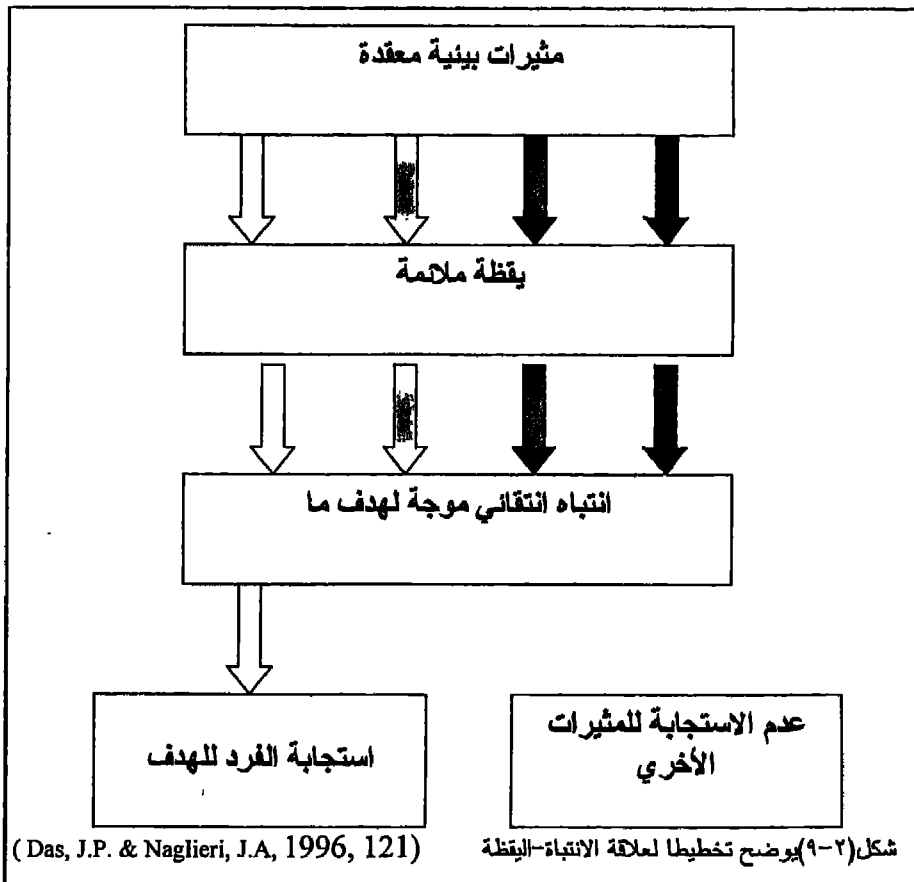 مثيرات بيئية معقدة
يقظة ملائمة
انتباه انتقائي موجة لهدف ما
عدم الاستجابة للمثيرات
الأخري
استجابة الفرد للهدف
شكل(٢-٩)يوضح تخطيطا لعلاقة الانتباة-اليقظة
( Das, J.P. & Naglieri, J.A, 1996, 121)